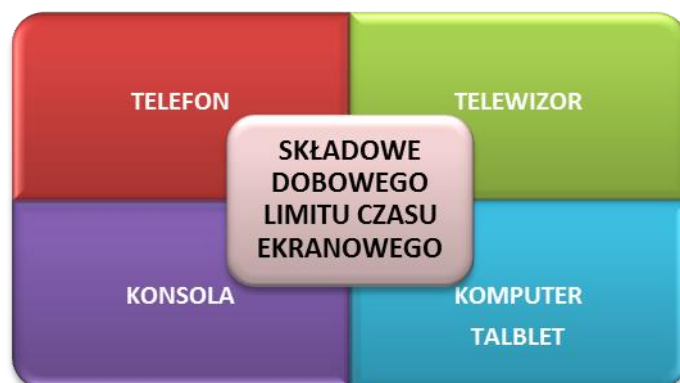 TELEFON
TELEWIZOR
SKŁADOWE
DOBOWEGO
LIMITU CZASU
EKRANOWEGO
KONSOLA
KOMPUTER
TALBLET